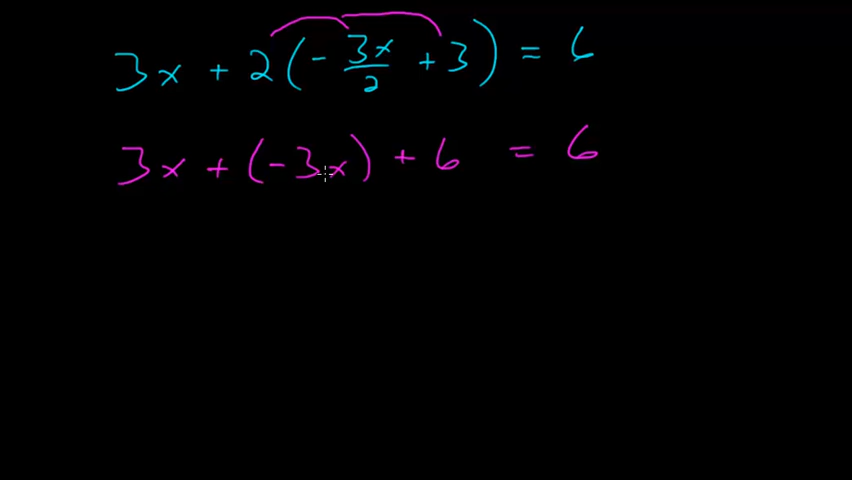 3x + 2(-3x/2 + 3) = 6
3x + (-3x) + 6 = 6